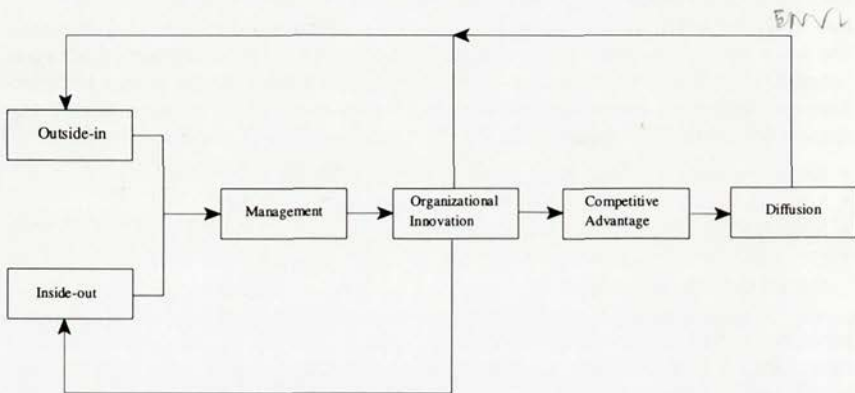 Outside-in
Management
Organizational
Innovation
Competitive
Advantage
Diffusion
Inside-out